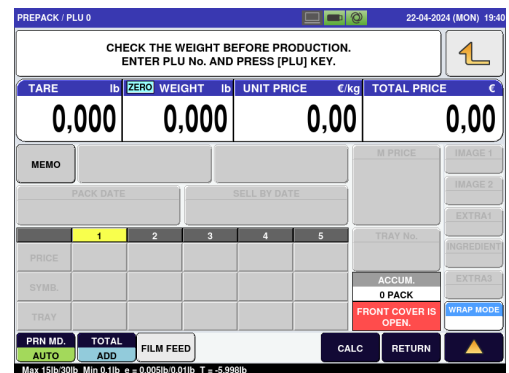 PREPACK / PLU 0
22-04-2024 (MON) 19:40
CHECK THE WEIGHT BEFORE PRODUCTION.
ENTER PLU No. AND PRESS [PLU] KEY.
TARE lb ZERO WEIGHT lb UNIT PRICE €/kg TOTAL PRICE €
0,000 0,000 0,00 0,00
MEMO
M PRICE
IMAGE 1
IMAGE 2
PACK DATE SELL BY DATE
EXTRA1
1 2 3 4 5
TRAY No.
INGREDIENT
PRICE
SYMB.
ACCUM.
0 PACK
EXTRA3
TRAY
FRONT COVER IS
OPEN.
WRAP MODE
PRN MD.
AUTO
TOTAL
ADD
FILM FEED
CALC
RETURN
Max 15lb/30lb Min 0.1lb e = 0.005lb/0.01lb T = -5.998lb